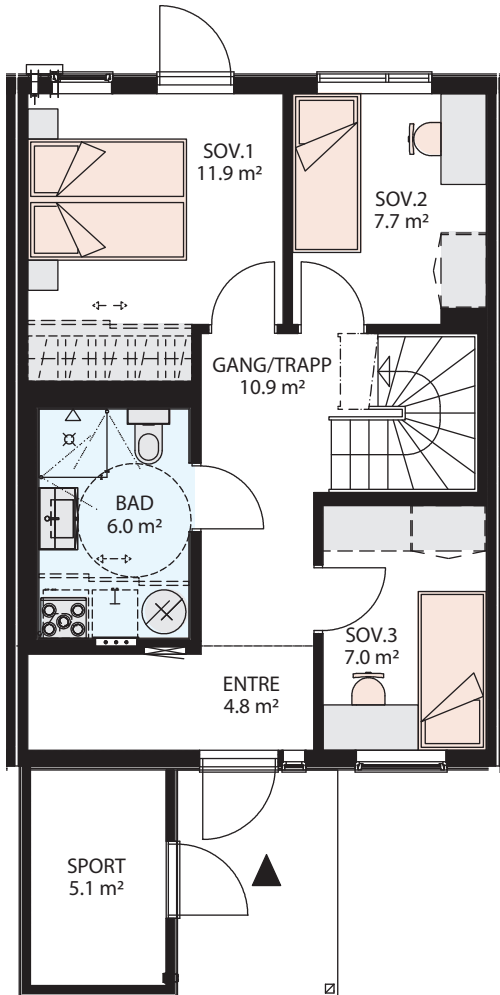 SOV.1
11.9 m²
SOV.2
7.7 m²
GANG/TRAPP
10.9 m²
BAD
6.0 m²
SOV.3
7.0 m²
ENTRE
4.8 m²
SPORT
5.1 m²